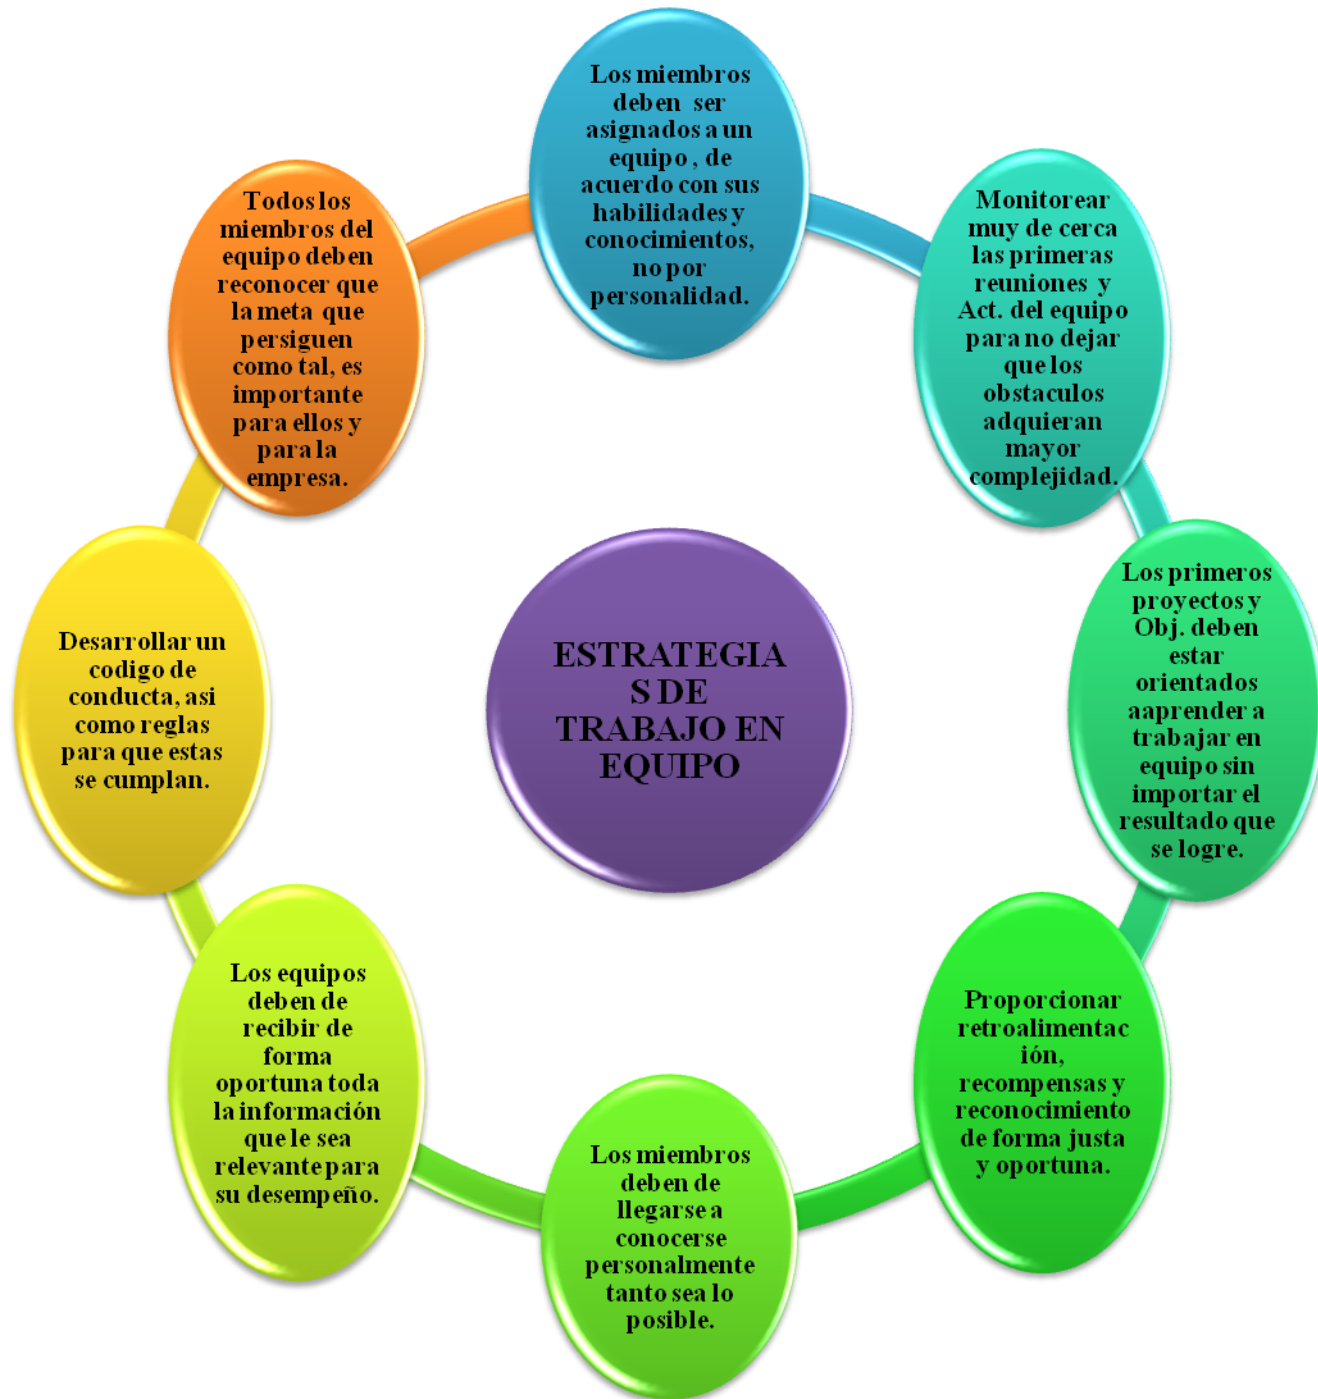 Los miembros
deben ser
asignados a un
equipo , de
acuerdo con sus
habilidades y
conocimientos,
no por
personalidad.
Monitorear
muy de cerca
las primeras
reuniones y
Act. del equipo
para no dejar
que los
obstaculos
adquieran
mayor
complejidad.
Los primeros
proyectos y
Obj. deben
estar
orientados
aaprender a
trabajar en
equipo sin
importar el
resultado que
se logre.
Proporcionar
retroalimentac
ión,
recompensas y
reconocimiento
de forma justa
y oportuna.
Los miembros
deben de
llegarse a
conocerse
personalmente
tanto sea lo
posible.
Los equipos
deben de
recibir de
forma
oportuna toda
la información
que le sea
relevante para
su desempeño.
Desarrollar un
codigo de
conducta, asi
como reglas
para que estas
se cumplan.
Todos los
miembros del
equipo deben
reconocer que
la meta que
persiguen
como tal, es
importante
para ellos y
para la
empresa.
ESTRATEGIA
S DE
TRABAJO EN
EQUIPO